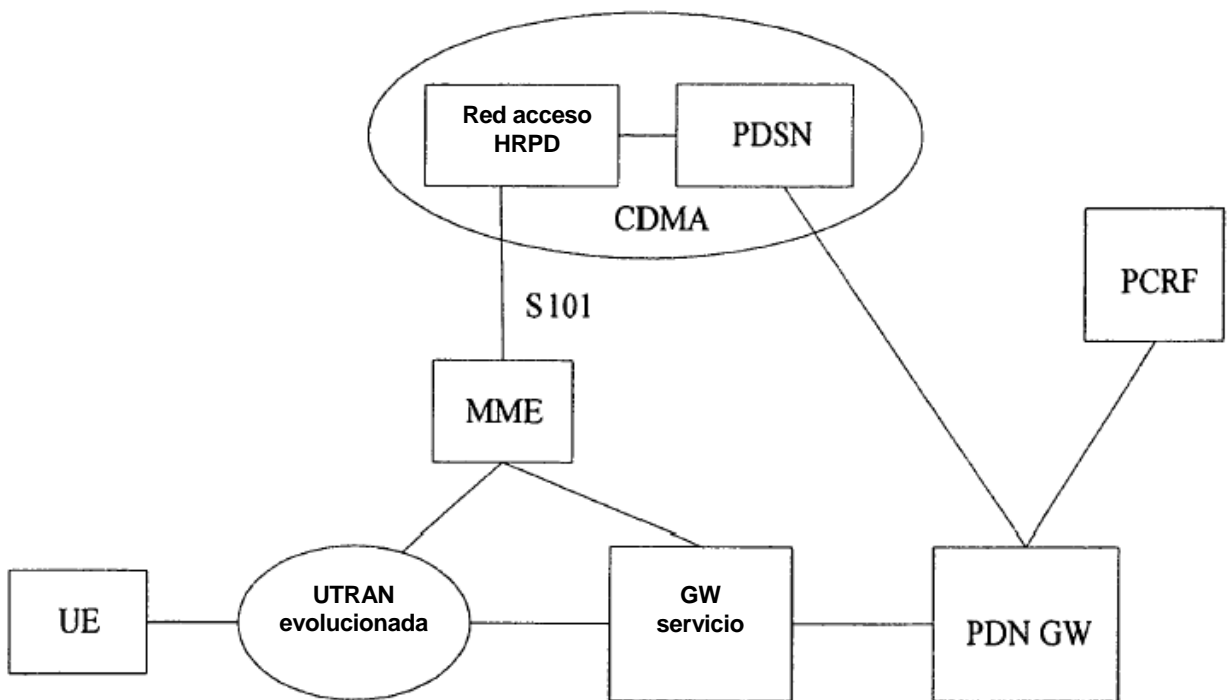 Red acceso
HRPD
PDSN
CDMA
PCRF
S101
MME
UE
UTRAN
evolucionada
GW
servicio
PDN GW